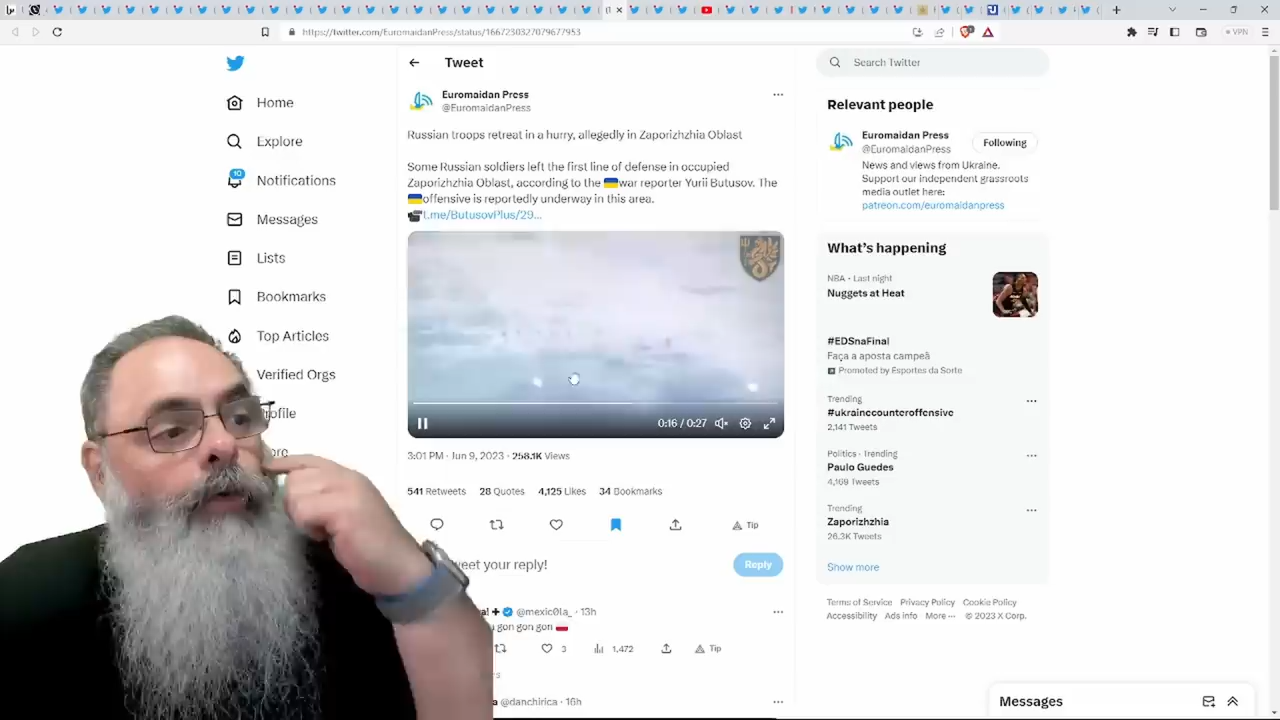 VPN
https://twitter.com/EuromaidanPress/status/1667230327079677953
Home
Explore
10
Notifications
Messages
Lists
Bookmarks
Top Articles
Verified Orgs
Tweet
Euromaidan Press
@EuromaidanPress
Russian troops retreat in a hurry, allegedly in Zaporizhzhia Oblast
Some Russian soldiers left the first line of defense in occupied
Zaporizhzhia Oblast, according to the 🇺🇦war reporter Yurii Butusov. The
🇺🇦offensive is reportedly underway in this area.
📹t.me/ButusovPlus/29...
0:16 / 0:27
3:01 PM · Jun 9, 2023 · 258.1K Views
541 Retweets 28 Quotes 4,125 Likes 34 Bookmarks
Tip
weet your reply!
Reply
@mexic0la_ · 13h
gon gon gon 🇵🇱
3 1,472 Tip
@danchirica · 16h
Search Twitter
Relevant people
Euromaidan Press
@EuromaidanPress
Following
News and views from Ukraine.
Support our independent grassroots
media outlet here:
patreon.com/euromaidanpress
What's happening
NBA · Last night
Nuggets at Heat
#EDSnaFinal
Faça a aposta campeã
Promoted by Esportes da Sorte
Trending
#ukrainecounteroffensive
2,141 Tweets
Politics · Trending
Paulo Guedes
4,169 Tweets
Trending
Zaporizhzhia
26.3K Tweets
Show more
Terms of Service Privacy Policy Cookie Policy
Accessibility Ads info More ··· © 2023 X Corp.
Messages